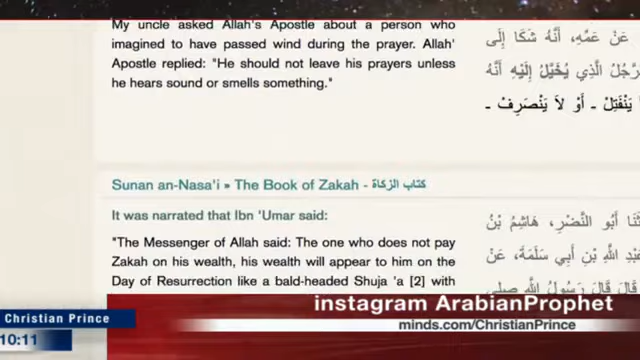 My uncle asked Allah's Apostle about a person who
imagined to have passed wind during the prayer. Allah'
Apostle replied: "He should not leave his prayers unless
he hears sound or smells something."
عَنْ عَمِّهِ، أَنَّهُ شَكَا إِلَى
الرَّجُلُ الَّذِي يُخَيَّلُ إِلَيْهِ أَنَّهُ
يَنْفَتِلْ ـ أَوْ لاَ يَنْصَرِفْ ـ
Sunan an-Nasa'i » The Book of Zakah - كتاب الزكاة
It was narrated that Ibn 'Umar said:
"The Messenger of Allah said: The one who does not pay
Zakah on his wealth, his wealth will appear to him on the
Day of Resurrection like a bald-headed Shuja 'a [2] with
أَبُو النَّضْرِ، هَاشِمُ بْنُ
بْنِ أَبِي سَلَمَةَ، عَنْ
قَالَ قَالَ رَسُولُ اللَّهِ صلى
instagram ArabianProphet
minds.com/ChristianPrince
Christian Prince
10:11